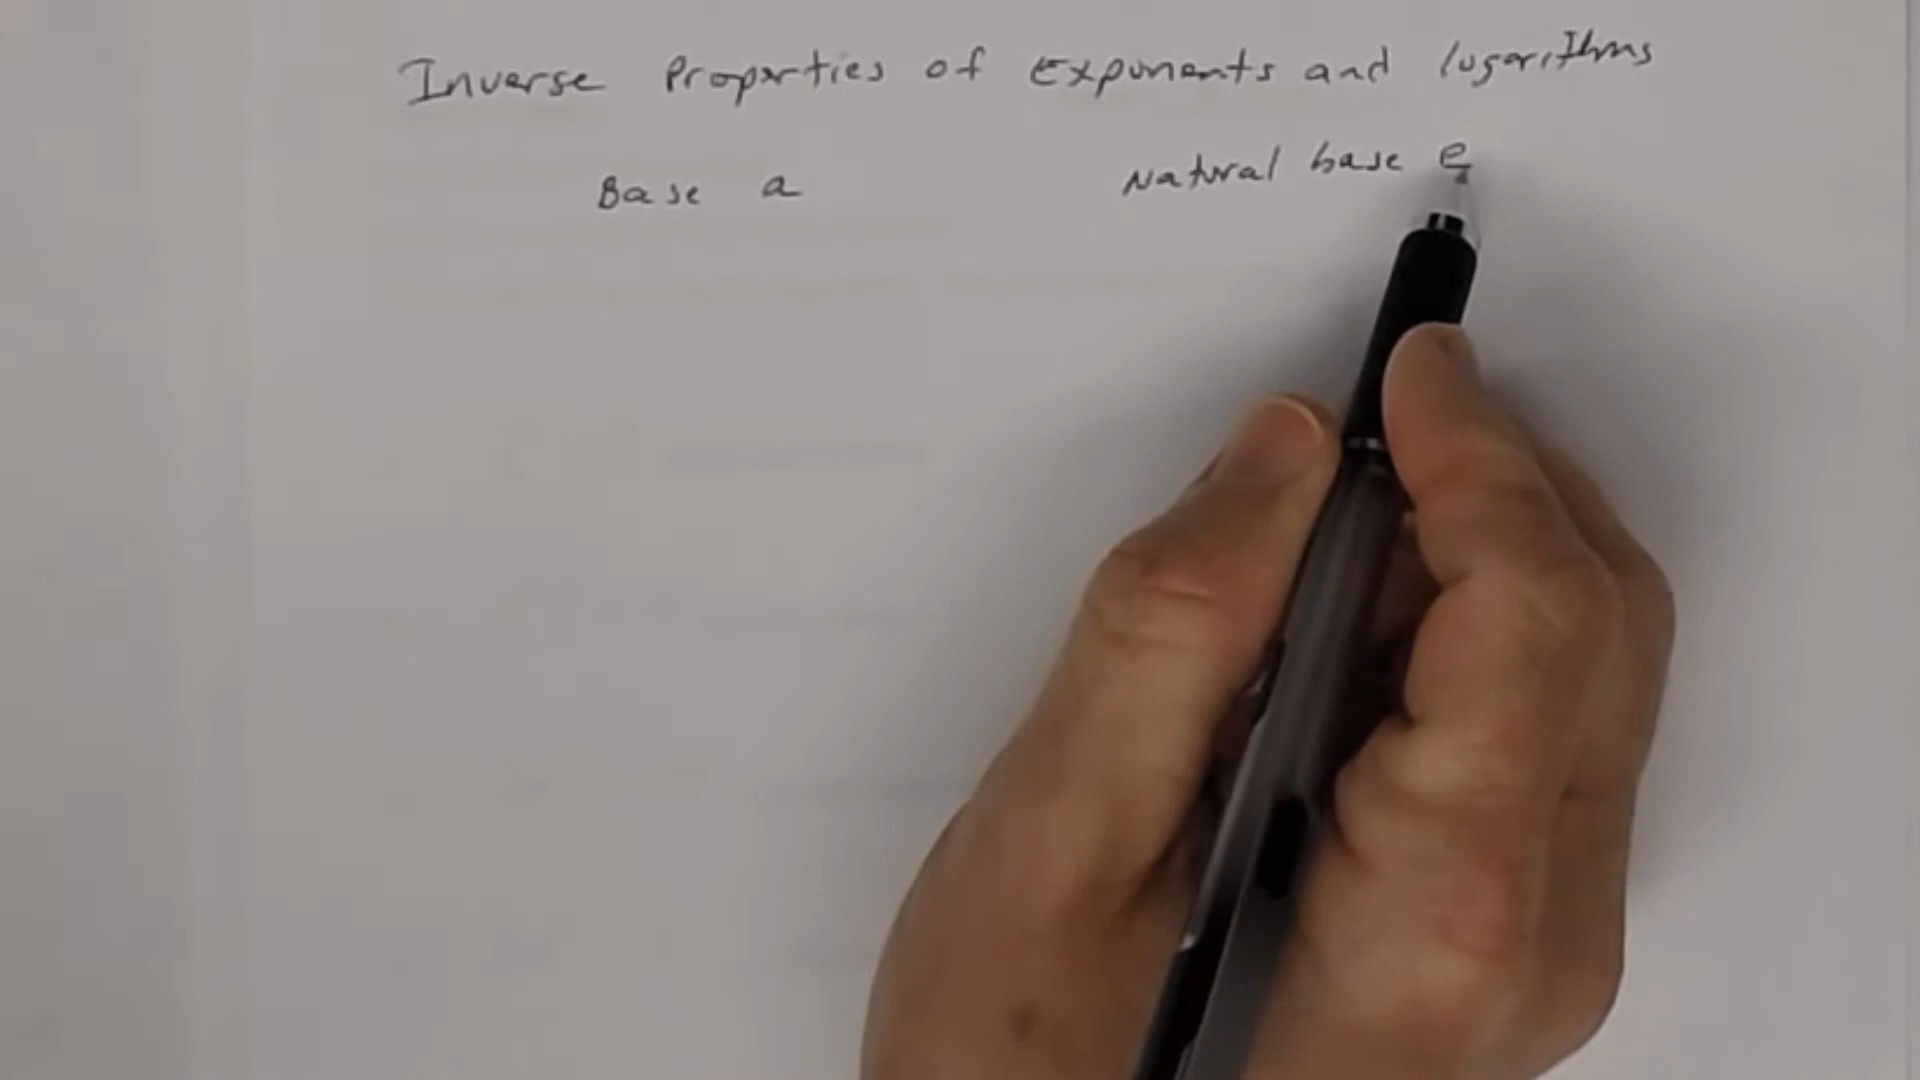 Inverse Properties of Exponents and logarithms
Base a Natural base e